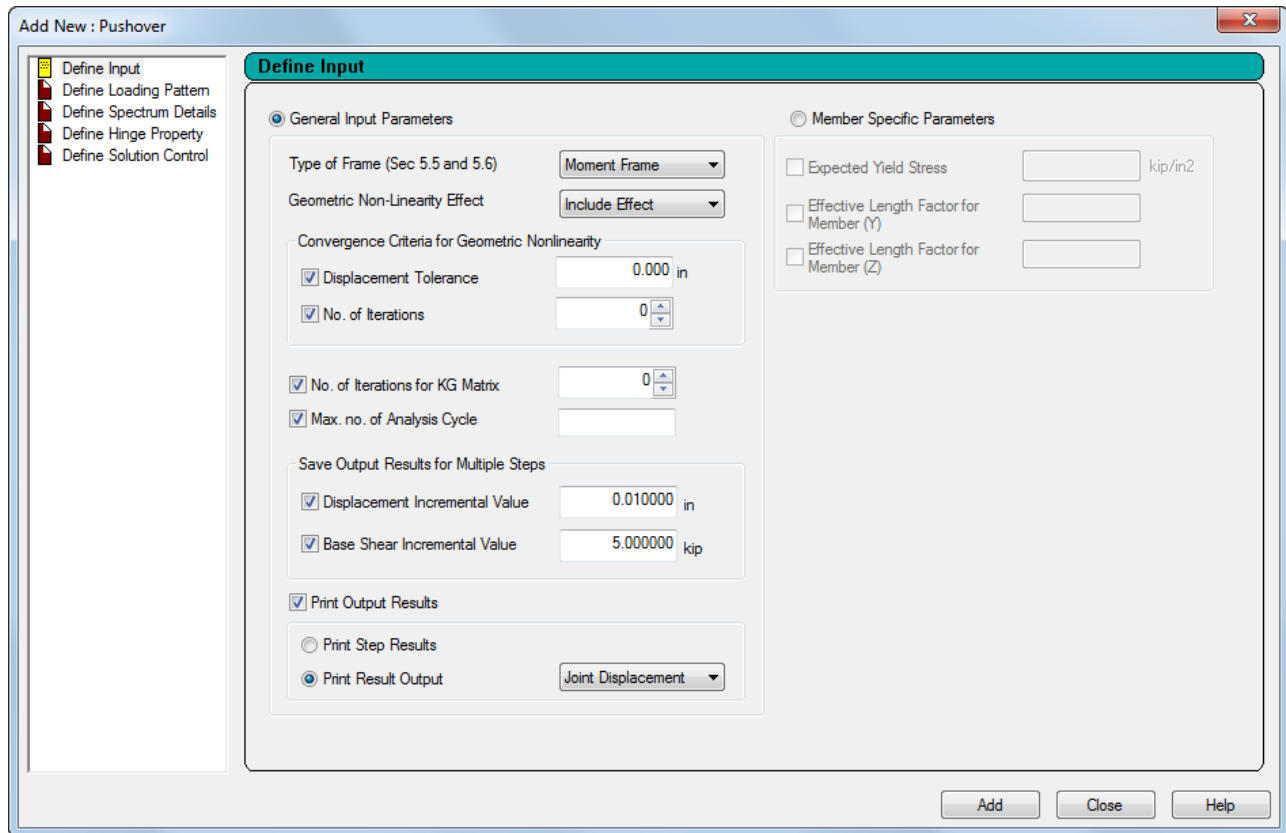 Add New : Pushover
x
Define Input
Define Loading Pattern
Define Spectrum Details
Define Hinge Property
Define Solution Control
Define Input
General Input Parameters
Member Specific Parameters
Type of Frame (Sec 5.5 and 5.6) Moment Frame
Geometric Non-Linearity Effect Include Effect
Convergence Criteria for Geometric Nonlinearity
Displacement Tolerance 0.000 in
No. of Iterations 0
No. of Iterations for KG Matrix 0
Max. no. of Analysis Cycle
Save Output Results for Multiple Steps
Displacement Incremental Value 0.010000 in
Base Shear Incremental Value 5.000000 kip
Print Output Results
Print Step Results
Print Result Output Joint Displacement
Expected Yield Stress kip/in2
Effective Length Factor for
Member (Y)
Effective Length Factor for
Member (Z)
Add Close Help